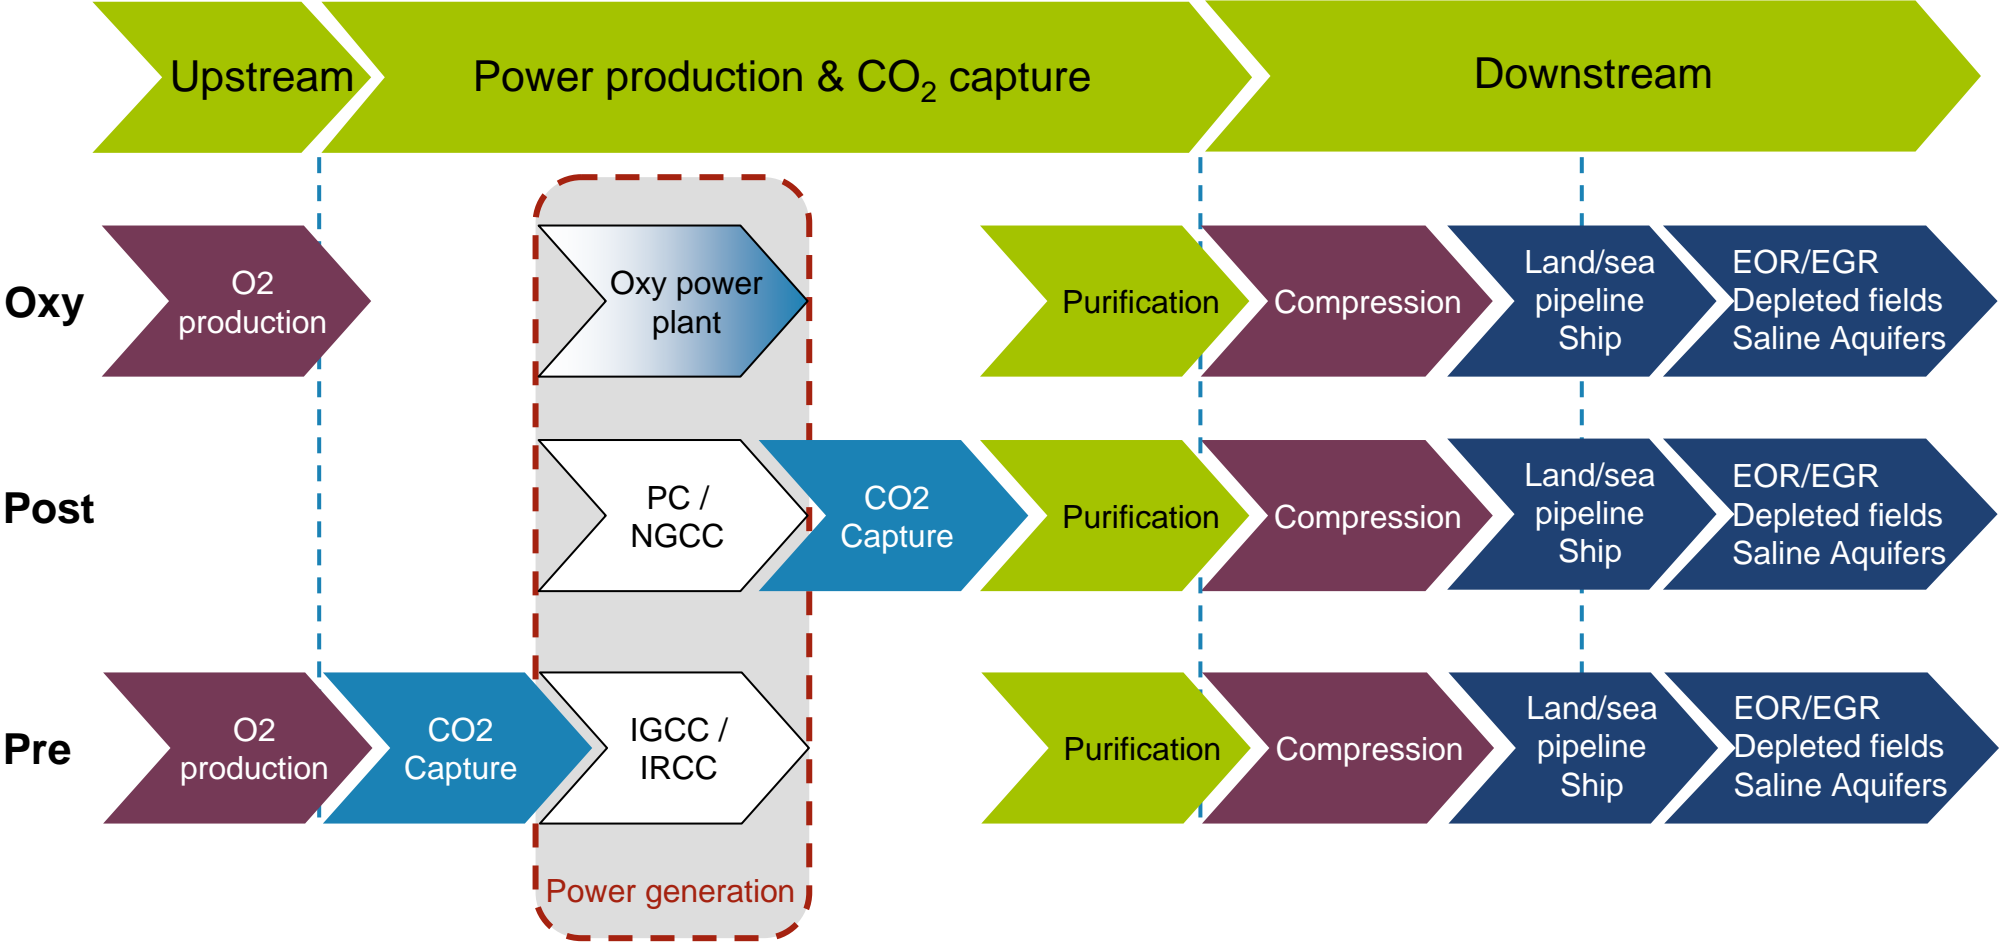 Upstream
Power production & CO₂ capture
Downstream
Oxy
O2
production
Oxy power
plant
Purification
Compression
Land/sea
pipeline
Ship
EOR/EGR
Depleted fields
Saline Aquifers
Post
PC /
NGCC
CO2
Capture
Purification
Compression
Land/sea
pipeline
Ship
EOR/EGR
Depleted fields
Saline Aquifers
Pre
O2
production
CO2
Capture
IGCC /
IRCC
Purification
Compression
Land/sea
pipeline
Ship
EOR/EGR
Depleted fields
Saline Aquifers
Power generation